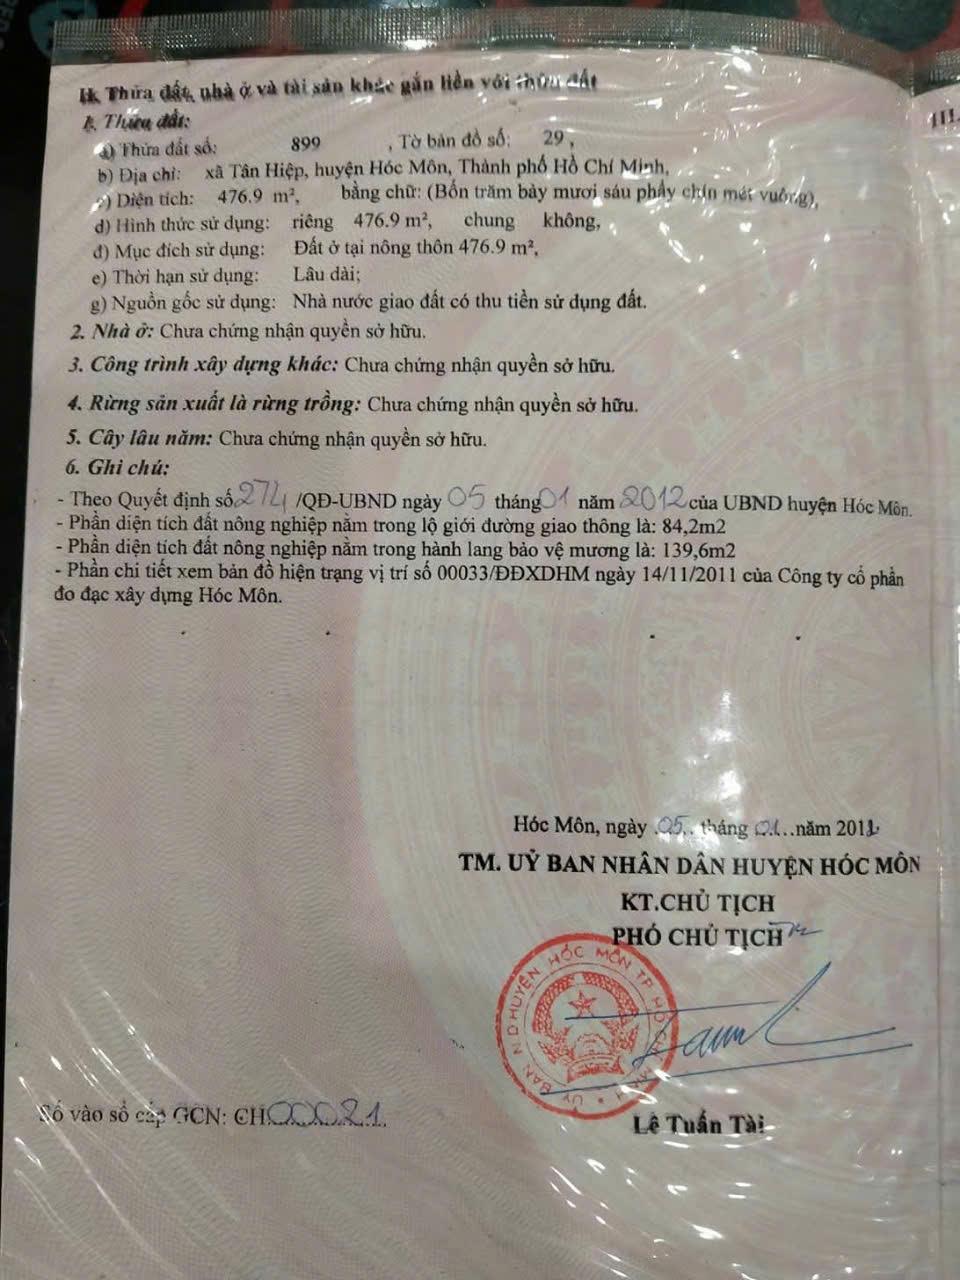 II. Thửa đất, nhà ở và tài sản khác gắn liền với thửa đất
III.
1. Thửa đất:
a) Thửa đất số: 899 , Tờ bản đồ số: 29 ,
b) Địa chỉ: xã Tân Hiệp, huyện Hóc Môn, Thành phố Hồ Chí Minh,
c) Diện tích: 476.9 m², bằng chữ: (Bốn trăm bảy mươi sáu phẩy chín mét vuông),
d) Hình thức sử dụng: riêng 476.9 m², chung không,
đ) Mục đích sử dụng: Đất ở tại nông thôn 476.9 m²,
e) Thời hạn sử dụng: Lâu dài;
g) Nguồn gốc sử dụng: Nhà nước giao đất có thu tiền sử dụng đất.
2. Nhà ở: Chưa chứng nhận quyền sở hữu.
3. Công trình xây dựng khác: Chưa chứng nhận quyền sở hữu.
4. Rừng sản xuất là rừng trồng: Chưa chứng nhận quyền sở hữu.
5. Cây lâu năm: Chưa chứng nhận quyền sở hữu.
6. Ghi chú:
- Theo Quyết định số 274 /QĐ-UBND ngày 05 tháng 01 năm 2012 của UBND huyện Hóc Môn.
- Phần diện tích đất nông nghiệp nằm trong lộ giới đường giao thông là: 84,2m2
- Phần diện tích đất nông nghiệp nằm trong hành lang bảo vệ mương là: 139,6m2
- Phần chi tiết xem bản đồ hiện trạng vị trí số 00033/ĐĐXDHM ngày 14/11/2011 của Công ty cổ phần
đo đạc xây dựng Hóc Môn.
Hóc Môn, ngày .05.. tháng 01...năm 2012
TM. UỶ BAN NHÂN DÂN HUYỆN HÓC MÔN
KT.CHỦ TỊCH
PHÓ CHỦ TỊCH
ỦY BAN N.D HUYỆN HÓC MÔN TP HỒ CHÍ MINH
Số vào sổ cấp GCN: CH00021.
Lê Tuấn Tài